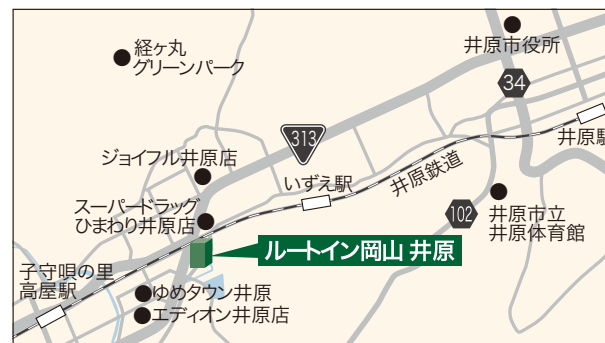 経ヶ丸
グリーンパーク
井原市役所
34
井原駅
313
ジョイフル井原店
いずえ駅
井原鉄道
スーパードラッグ
ひまわり井原店
102
井原市立
井原体育館
ルートイン岡山 井原
子守唄の里
高屋駅
ゆめタウン井原
エディオン井原店